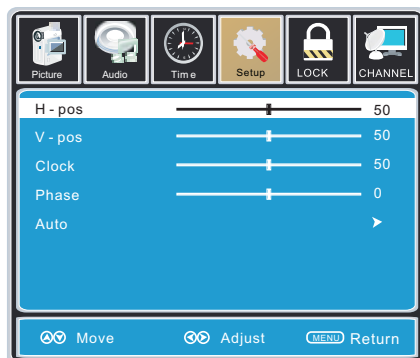 Picture Audio Time Setup LOCK CHANNEL
H - pos 50
V - pos 50
Clock 50
Phase 0
Auto
Move Adjust MENU Return